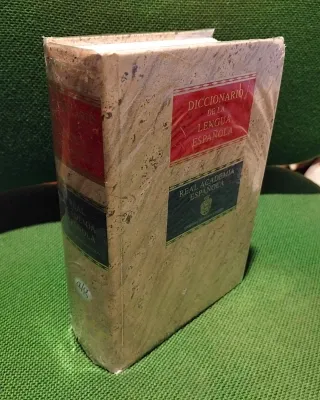 DICCIONARIO
DE LA
LENGUA
ESPAÑOLA
REAL ACADEMIA
ESPAÑOLA